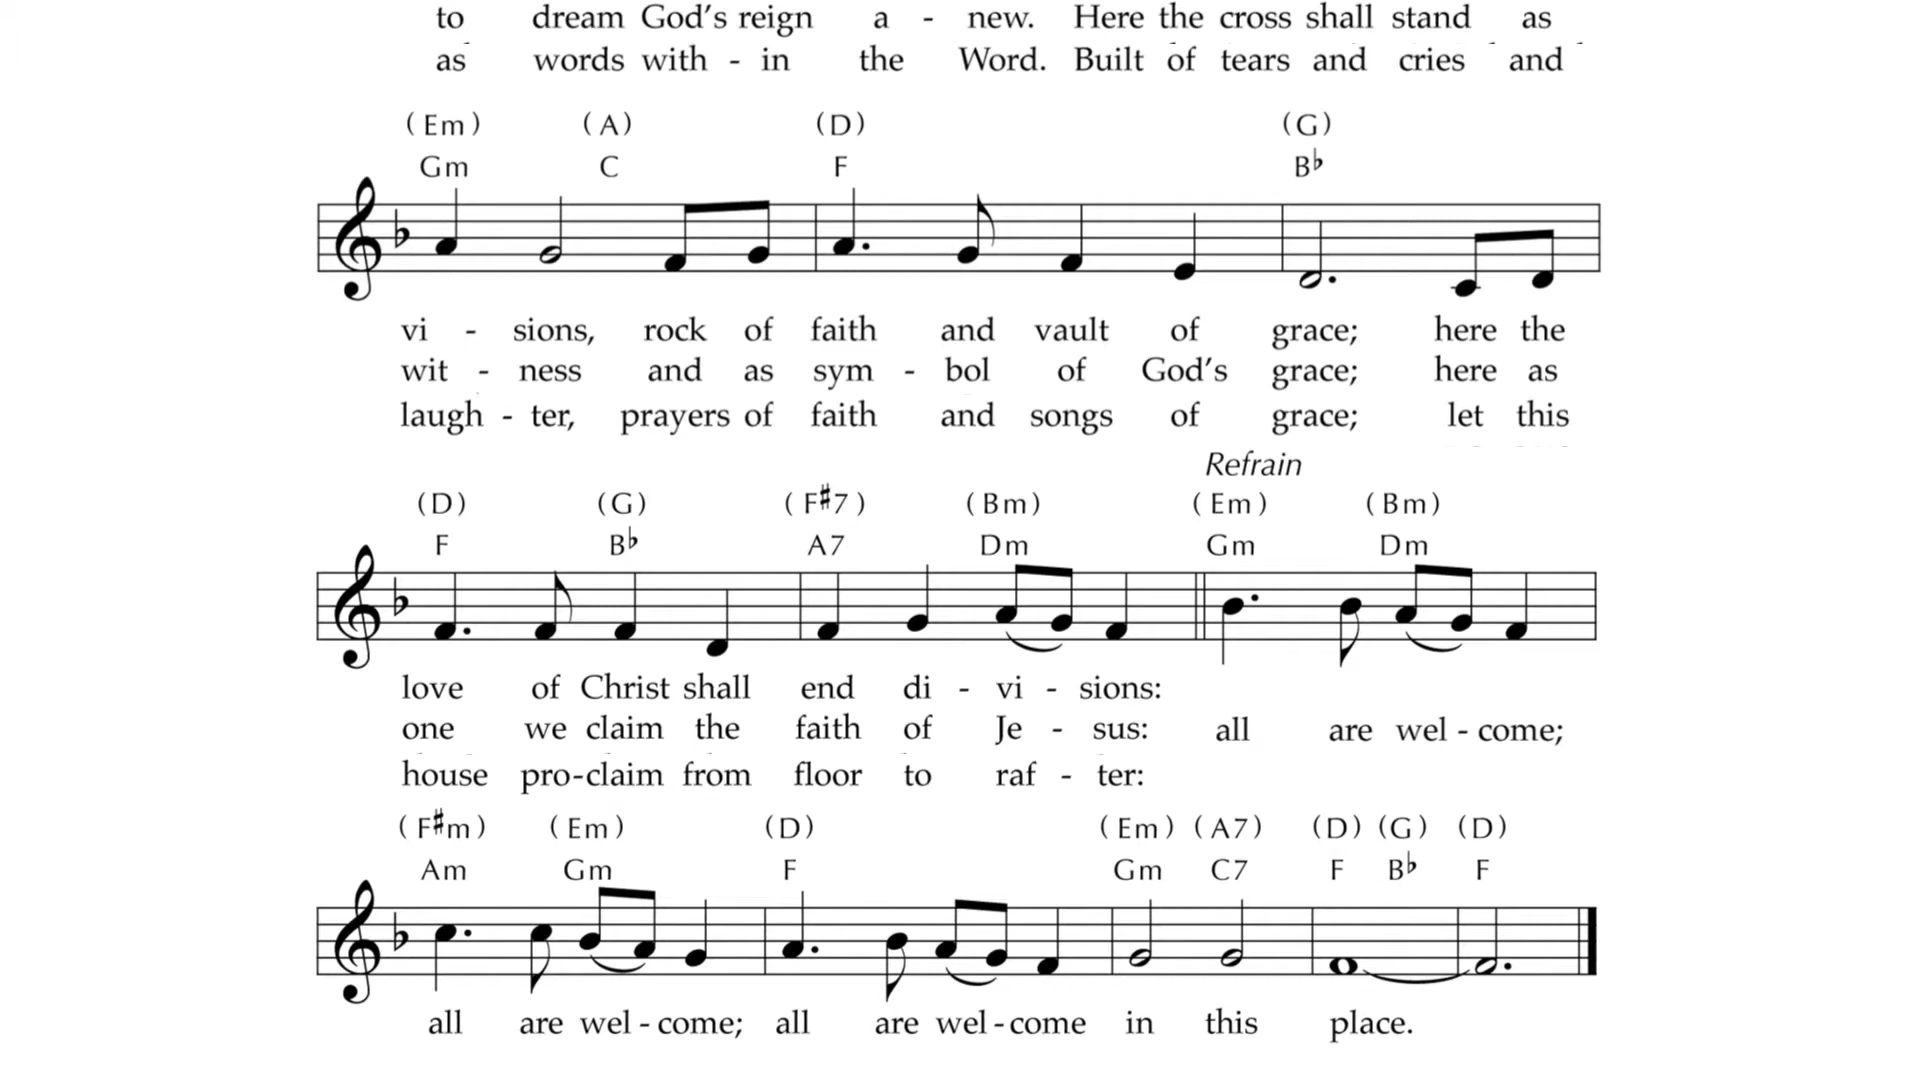 to dream God's reign a - new. Here the cross shall stand as
as words with - in the Word. Built of tears and cries and
(Em) (A) (D) (G)
Gm C F B♭
vi - sions, rock of faith and vault of grace; here the
wit - ness and as sym - bol of God's grace; here as
laugh - ter, prayers of faith and songs of grace; let this
Refrain
(D) (G) (F♯7) (Bm) (Em) (Bm)
F B♭ A7 Dm Gm Dm
love of Christ shall end di - vi - sions:
one we claim the faith of Je - sus: all are wel - come;
house pro-claim from floor to raf - ter:
(F♯m) (Em) (D) (Em) (A7) (D) (G) (D)
Am Gm F Gm C7 F B♭ F
all are wel - come; all are wel - come in this place.